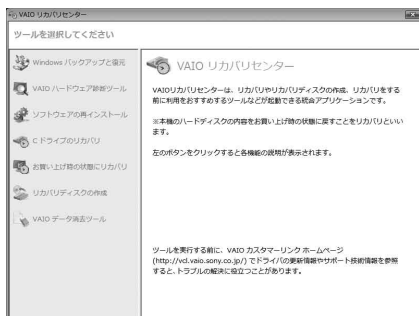 VAIO リカバリセンター
ツールを選択してください
Windows バックアップと復元
VAIO ハードウェア診断ツール
ソフトウェアの再インストール
C ドライブのリカバリ
お買い上げ時の状態にリカバリ
リカバリディスクの作成
VAIO データ消去ツール
VAIO リカバリセンター
VAIOリカバリセンターは、リカバリやリカバリディスクの作成、リカバリをする
前に利用をおすすめするツールなどが起動できる統合アプリケーションです。
※本機のハードディスクの内容をお買い上げ時の状態に戻すことをリカバリといい
ます。
左のボタンをクリックすると各機能の説明が表示されます。
ツールを実行する前に、VAIO カスタマーリンク ホームページ
(http://vcl.vaio.sony.co.jp/) でドライバの更新情報やサポート技術情報を参照
すると、トラブルの解決に役立つことがあります。